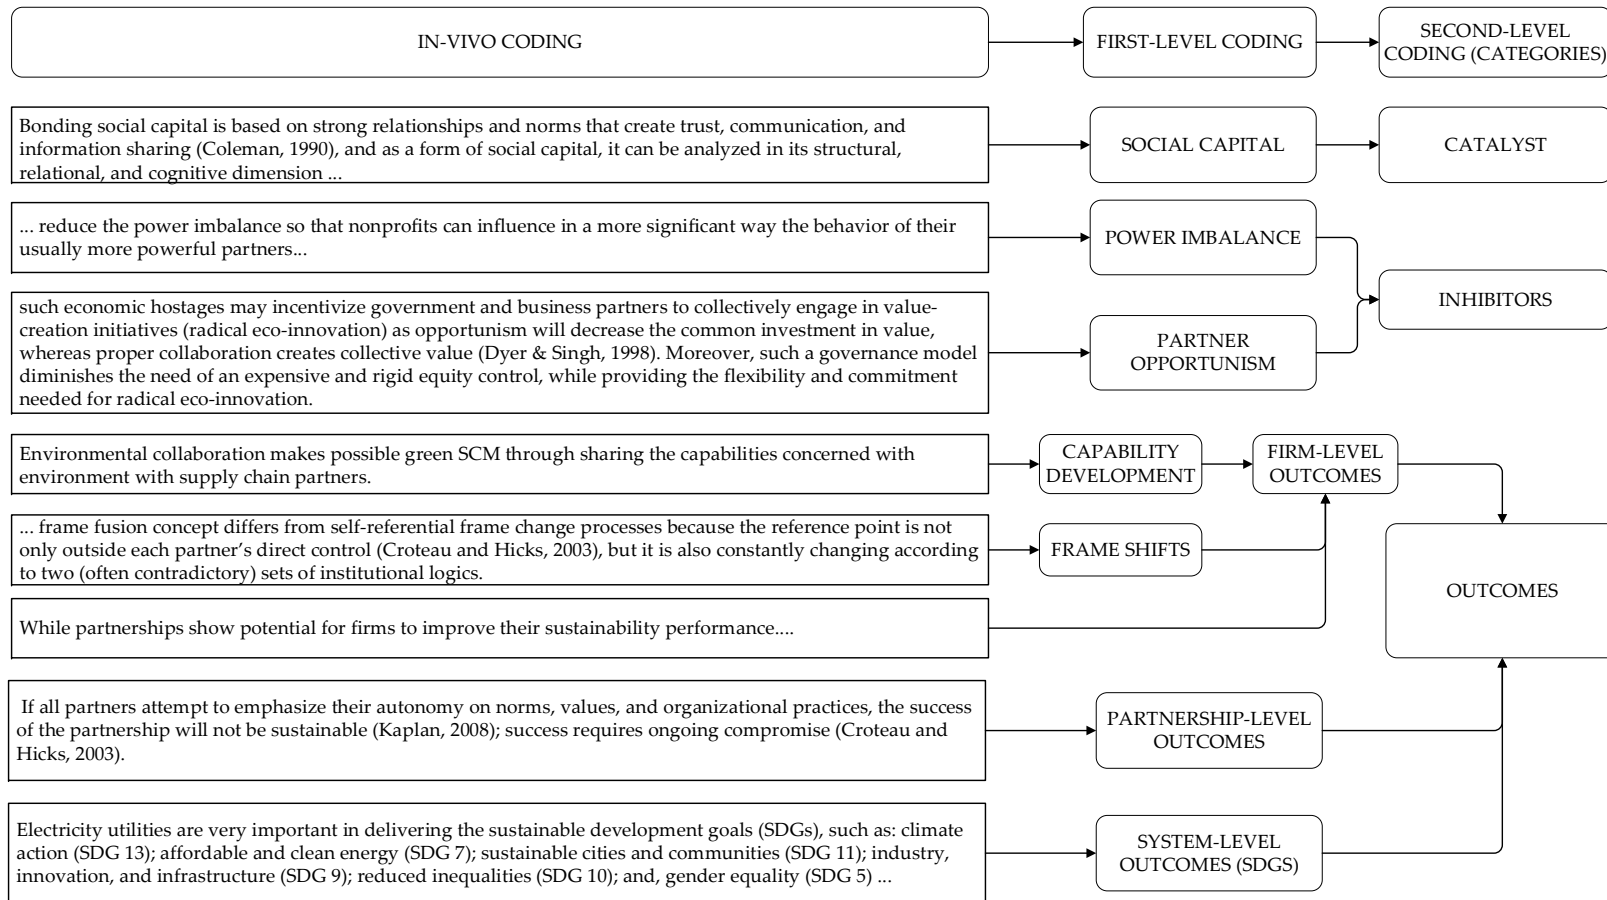 IN-VIVO CODING
FIRST-LEVEL CODING
SECOND-LEVEL
CODING (CATEGORIES)
Bonding social capital is based on strong relationships and norms that create trust, communication, and
information sharing (Coleman, 1990), and as a form of social capital, it can be analyzed in its structural,
relational, and cognitive dimension ...
SOCIAL CAPITAL
CATALYST
... reduce the power imbalance so that nonprofits can influence in a more significant way the behavior of their
usually more powerful partners...
POWER IMBALANCE
INHIBITORS
such economic hostages may incentivize government and business partners to collectively engage in value-
creation initiatives (radical eco-innovation) as opportunism will decrease the common investment in value,
whereas proper collaboration creates collective value (Dyer & Singh, 1998). Moreover, such a governance model
diminishes the need of an expensive and rigid equity control, while providing the flexibility and commitment
needed for radical eco-innovation.
PARTNER
OPPORTUNISM
Environmental collaboration makes possible green SCM through sharing the capabilities concerned with
environment with supply chain partners.
CAPABILITY
DEVELOPMENT
FIRM-LEVEL
OUTCOMES
... frame fusion concept differs from self-referential frame change processes because the reference point is not
only outside each partner's direct control (Croteau and Hicks, 2003), but it is also constantly changing according
to two (often contradictory) sets of institutional logics.
FRAME SHIFTS
OUTCOMES
While partnerships show potential for firms to improve their sustainability performance....
If all partners attempt to emphasize their autonomy on norms, values, and organizational practices, the success
of the partnership will not be sustainable (Kaplan, 2008); success requires ongoing compromise (Croteau and
Hicks, 2003).
PARTNERSHIP-LEVEL
OUTCOMES
Electricity utilities are very important in delivering the sustainable development goals (SDGs), such as: climate
action (SDG 13); affordable and clean energy (SDG 7); sustainable cities and communities (SDG 11); industry,
innovation, and infrastructure (SDG 9); reduced inequalities (SDG 10); and, gender equality (SDG 5) ...
SYSTEM-LEVEL
OUTCOMES (SDGS)